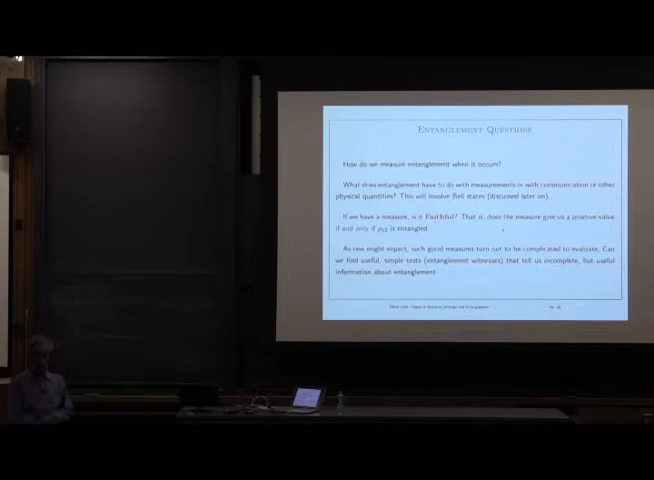 ENTANGLEMENT QUESTIONS
How do we measure entanglement when it occurs?
What does entanglement have to do with measurements or with communication or other
physical quantities? This will involve Bell states (discussed later on).
If we have a measure, is it Faithful? That is, does the measure give us a positive value
if and only if ρ₁₂ is entangled.
As one might expect, such good measures turn out to be complicated to evaluate. Can
we find useful, simple tests (entanglement witnesses) that tell us incomplete, but useful
information about entanglement